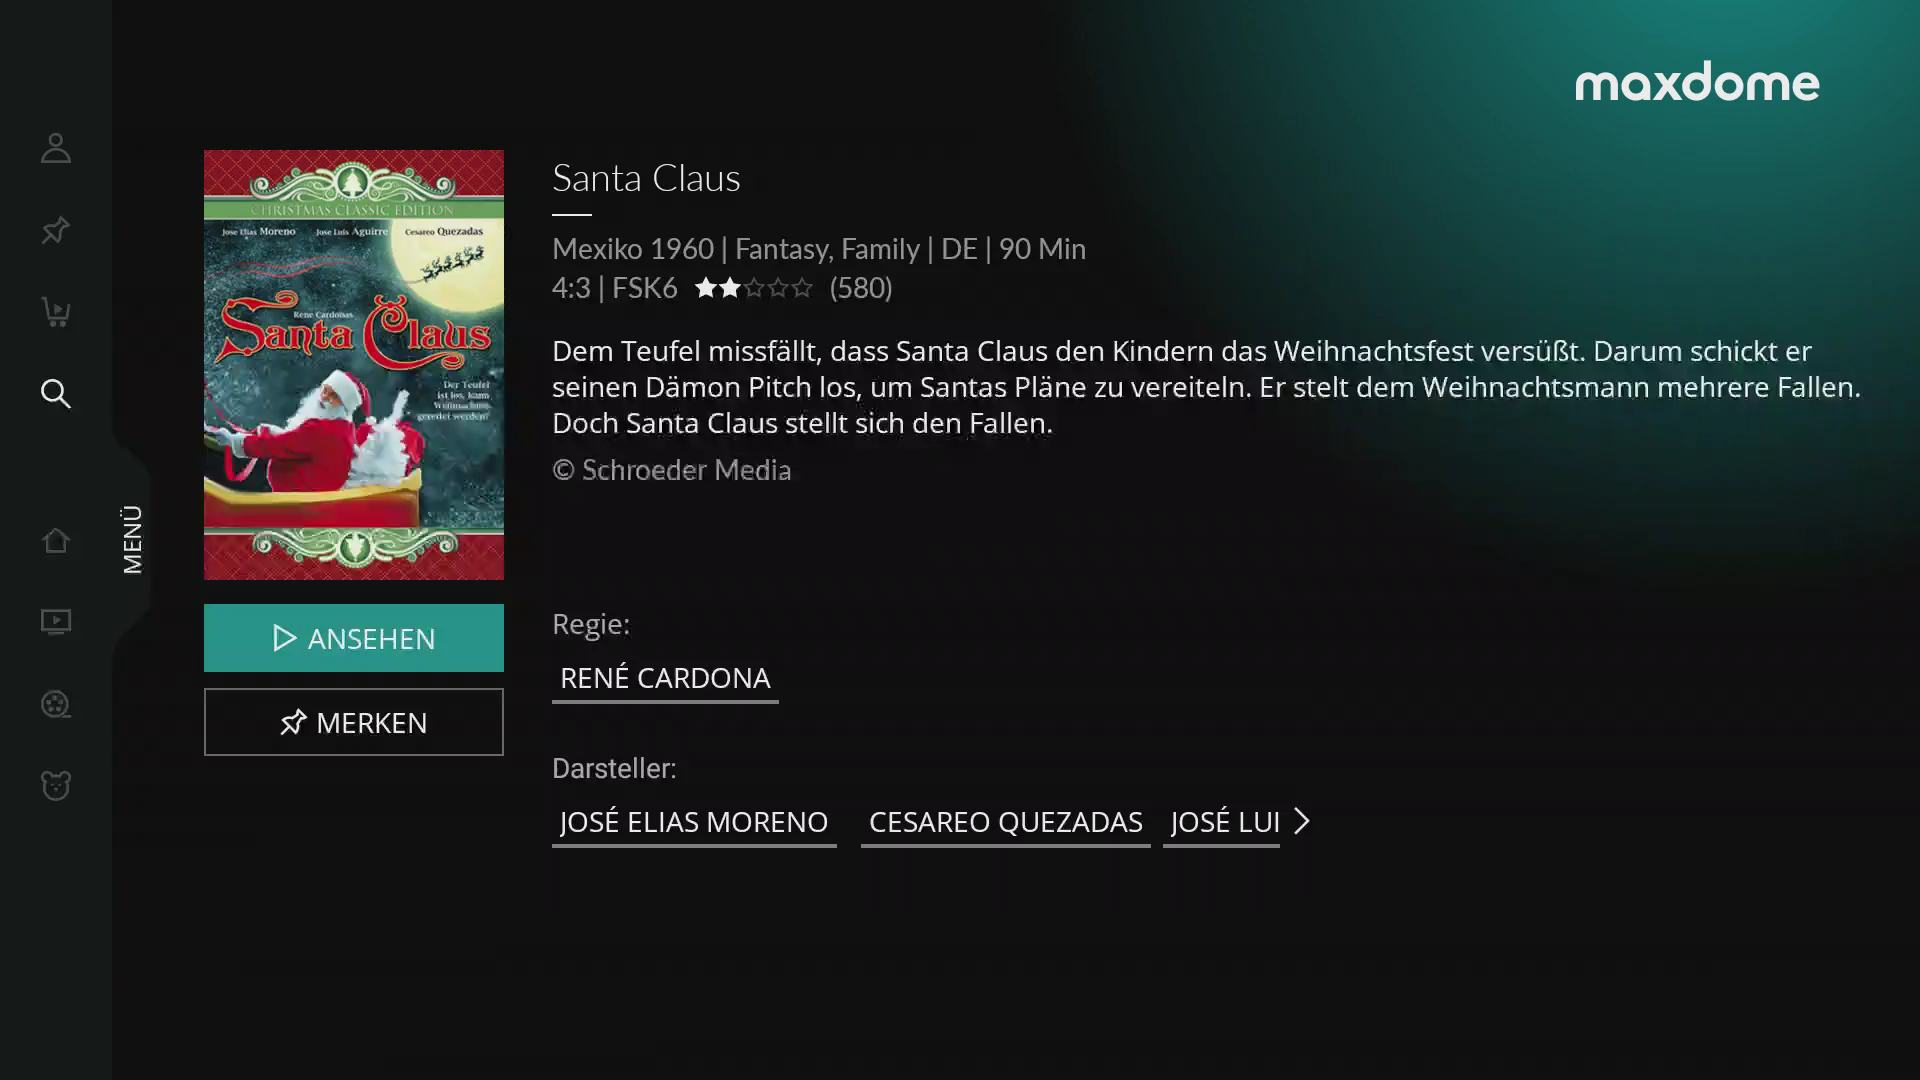 maxdome
CHRISTMAS CLASSIC EDITION
Jose Elias Moreno Jose Luis Aguirre Cesareo Quezadas
Rene Cardonas
Santa Claus
Der Teufel
ist los, kann
Weihnachten
gerettet werden?
Santa Claus
Mexiko 1960 | Fantasy, Family | DE | 90 Min
4:3 | FSK6 (580)
Dem Teufel missfällt, dass Santa Claus den Kindern das Weihnachtsfest versüßt. Darum schickt er
seinen Dämon Pitch los, um Santas Pläne zu vereiteln. Er stelt dem Weihnachtsmann mehrere Fallen.
Doch Santa Claus stellt sich den Fallen.
© Schroeder Media
MENÜ
ANSEHEN
MERKEN
Regie:
RENÉ CARDONA
Darsteller:
JOSÉ ELIAS MORENO CESAREO QUEZADAS JOSÉ LUI